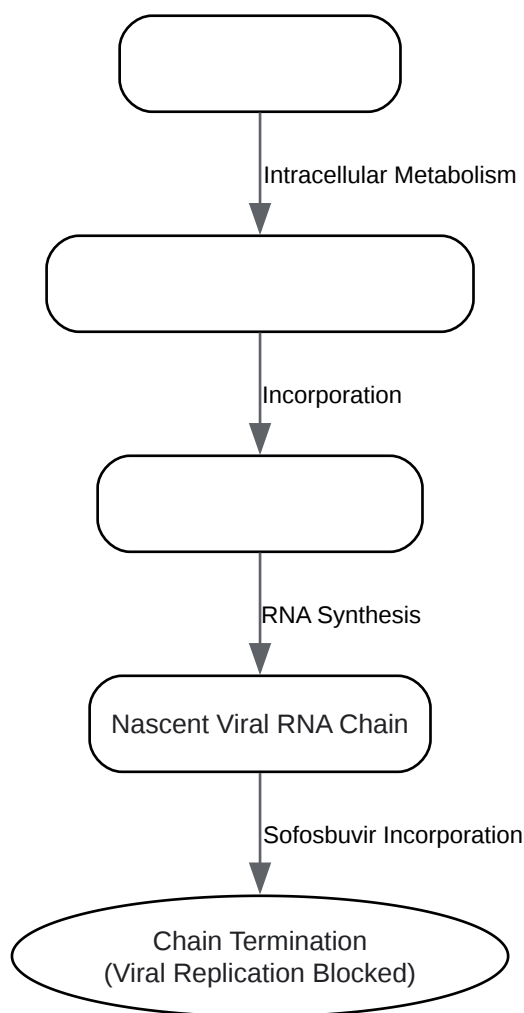 Intracellular Metabolism
Incorporation
RNA Synthesis
Nascent Viral RNA Chain
Sofosbuvir Incorporation
Chain Termination
(Viral Replication Blocked)